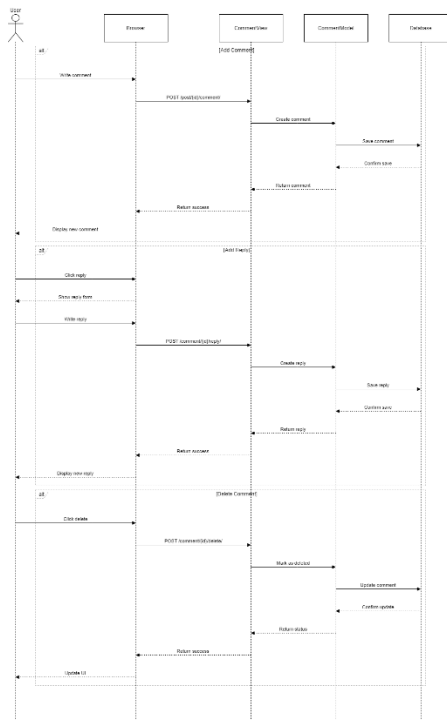 User
Browser
CommentView
CommentModel
Database
alt
[Add Comment]
Write comment
POST /post/{id}/comment/
Create comment
Save comment
Confirm save
Return comment
Return success
Display new comment
alt
[Add Reply]
Click reply
Show reply form
Write reply
POST /comment/{id}/reply/
Create reply
Save reply
Confirm save
Return reply
Return success
Display new reply
alt
[Delete Comment]
Click delete
POST /comment/{id}/delete/
Mark as deleted
Update comment
Confirm update
Return status
Return success
Update UI